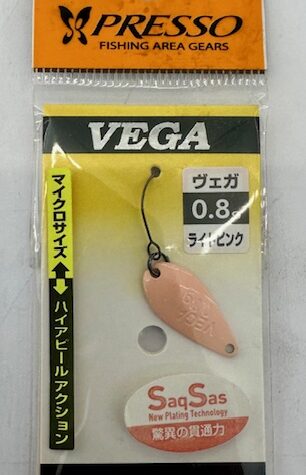 PRESSO
FISHING AREA GEARS
VEGA
ヴェガ
0.8g
ライトピンク
マイクロサイズ
ハイアピールアクション
VEGA
SaqSas
New Plating Technology
驚異の貫通力